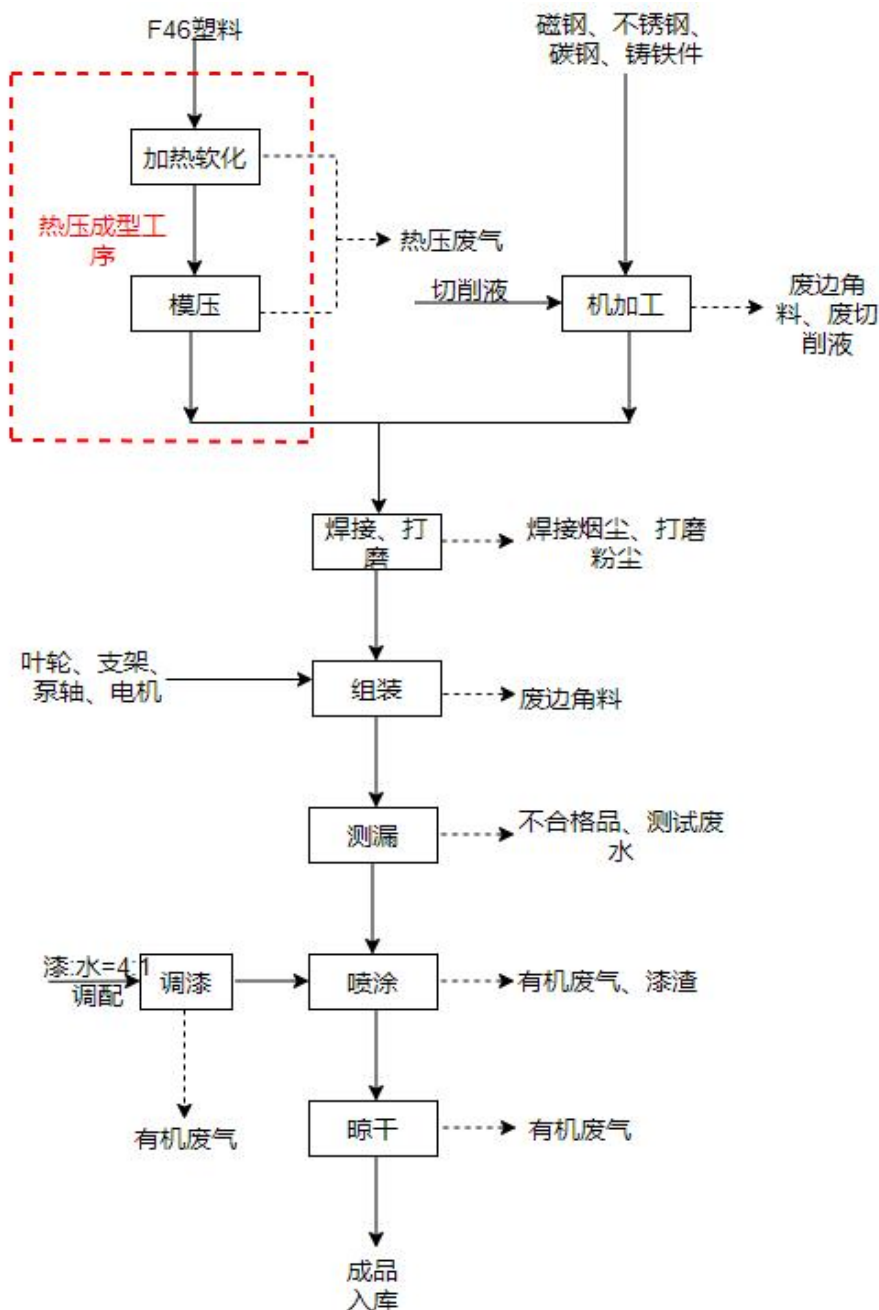 F46塑料
磁钢、不锈钢、
碳钢、铸铁件
加热软化
热压成型工
序
热压废气
模压
切削液
机加工
废边角
料、废切
削液
焊接、打
磨
焊接烟尘、打磨
粉尘
叶轮、支架、
泵轴、电机
组装
废边角料
测漏
不合格品、测试废
水
漆:水=4:1
调配
调漆
喷涂
有机废气、漆渣
有机废气
晾干
有机废气
成品
入库